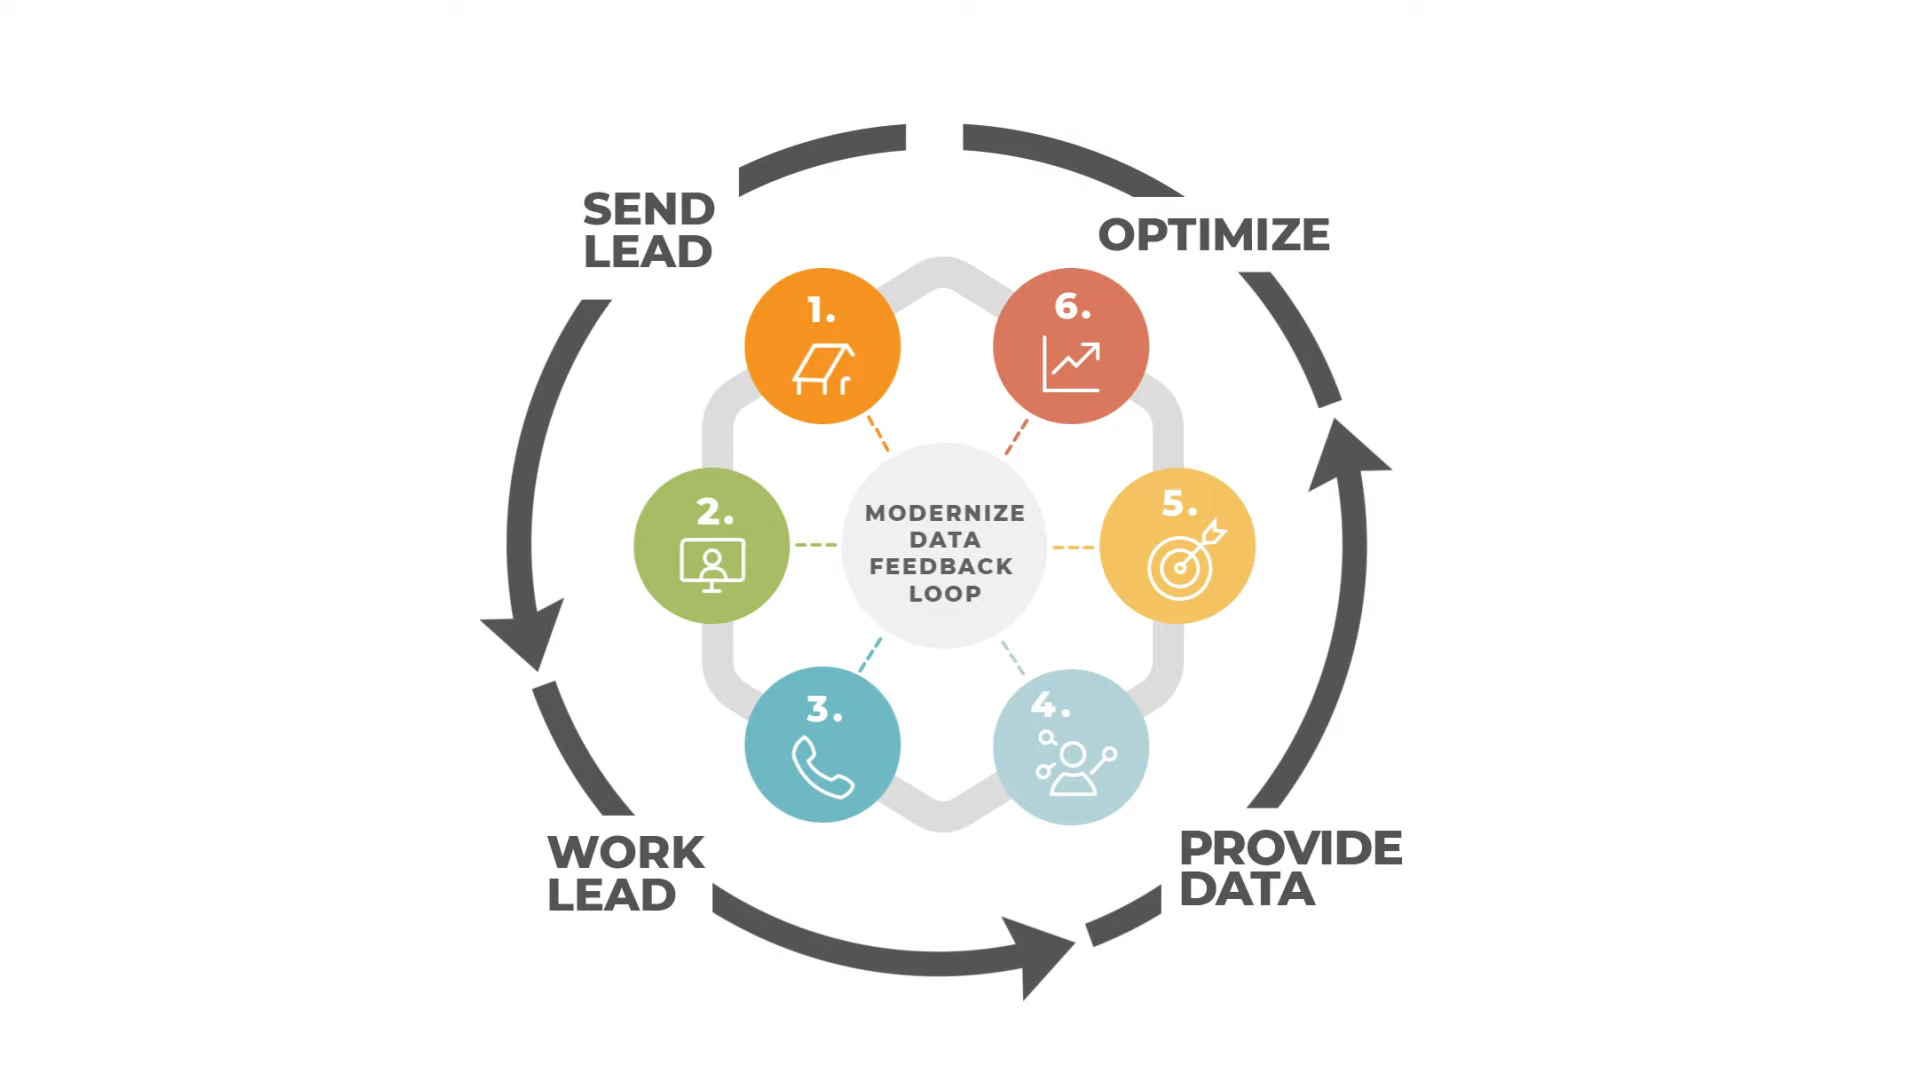 SEND
LEAD
OPTIMIZE
1.
6.
2.
5.
MODERNIZE
DATA
FEEDBACK
LOOP
3.
4.
WORK
LEAD
PROVIDE
DATA